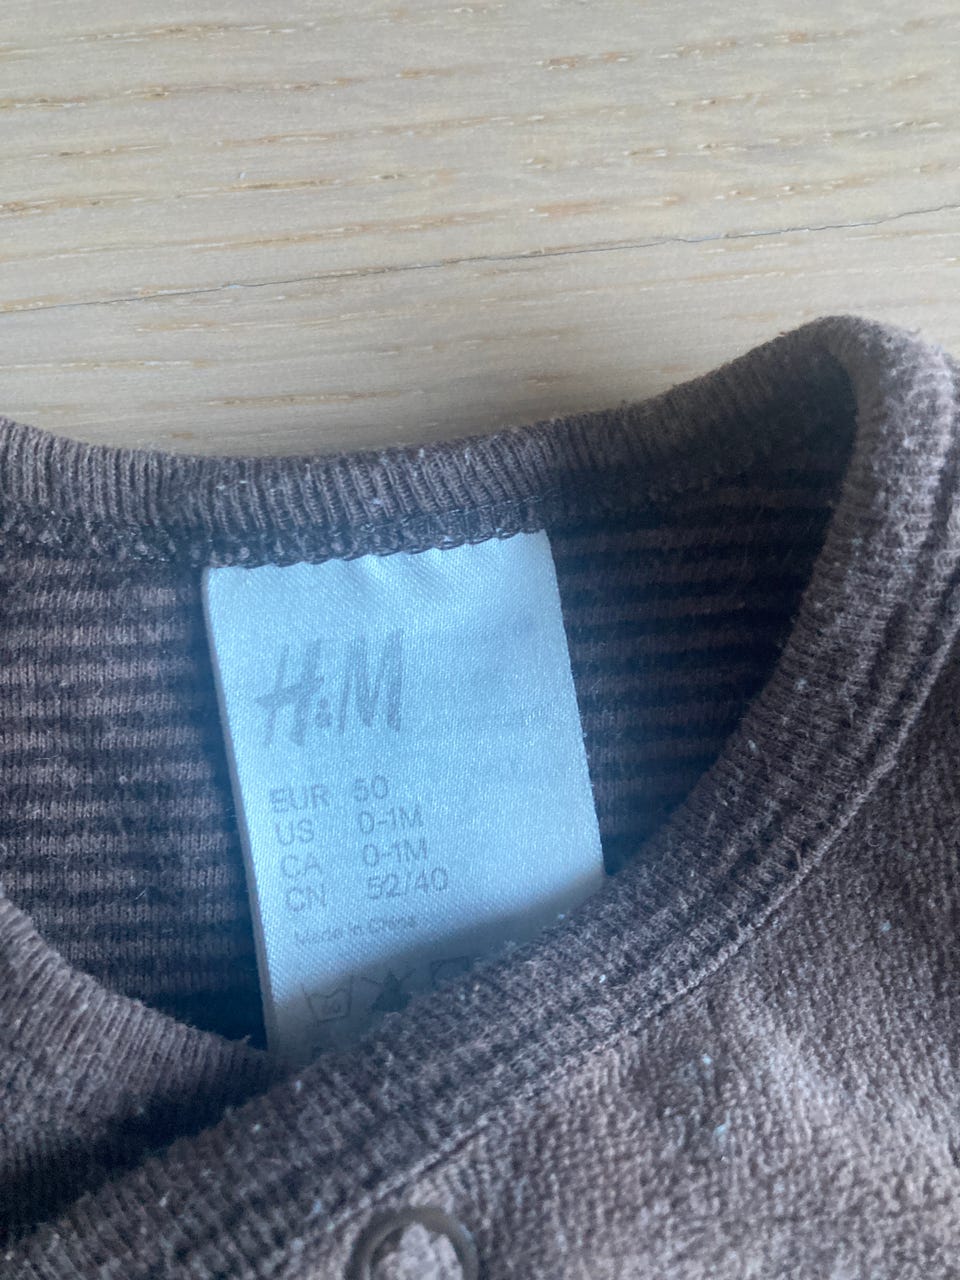 H&M
EUR 50
US 0-1M
CA 0-1M
CN 52/40
Made in China